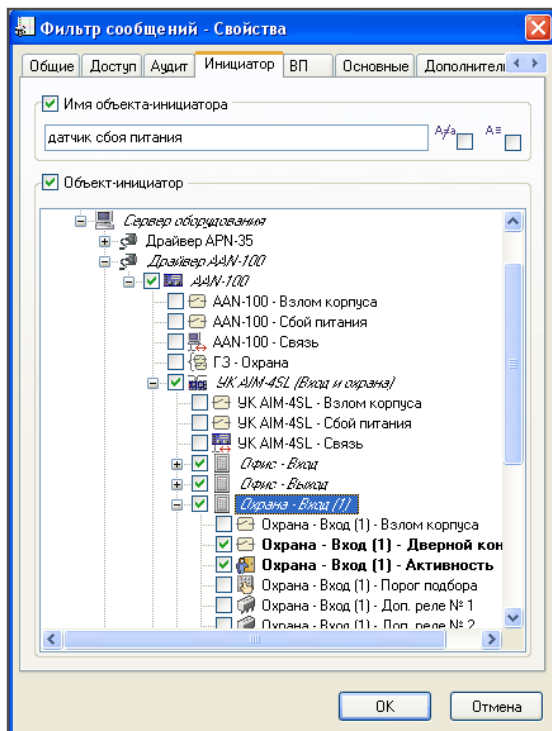 Фильтр сообщений - Свойства
Общие Доступ Аудит Инициатор ВП Основные Дополнител
Имя объекта-инициатора
датчик сбоя питания
A≠a A≡
Объект-инициатор
Сервер оборудования
Драйвер APN-35
Драйвер AAN-100
AAN-100
AAN-100 - Взлом корпуса
AAN-100 - Сбой питания
AAN-100 - Связь
ГЗ - Охрана
УК AIM-4SL (Вход и охрана)
УК AIM-4SL - Взлом корпуса
УК AIM-4SL - Сбой питания
УК AIM-4SL - Связь
Офис - Вход
Офис - Выход
Охрана - Вход (1)
Охрана - Вход (1) - Взлом корпуса
Охрана - Вход (1) - Дверной кон
Охрана - Вход (1) - Активность
Охрана - Вход (1) - Порог подбора
Охрана - Вход (1) - Доп. реле № 1
Охрана - Вход (1) - Доп. реле № 2
OK Отмена